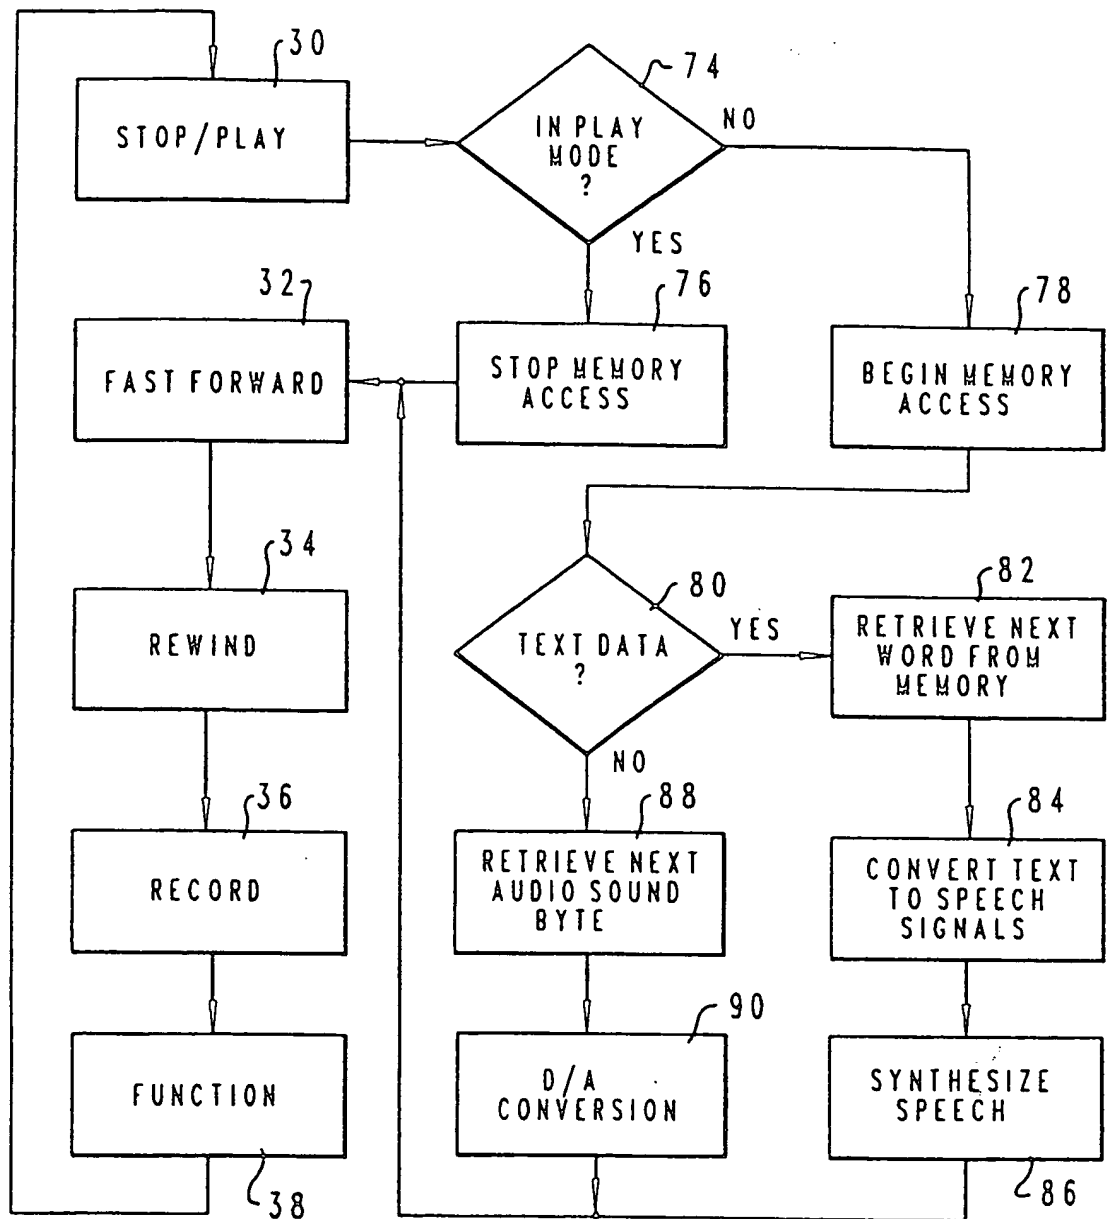 30
STOP/PLAY
74
IN PLAY
MODE
?
NO
YES
32
FAST FORWARD
76
STOP MEMORY
ACCESS
78
BEGIN MEMORY
ACCESS
34
REWIND
80
TEXT DATA
?
YES
NO
82
RETRIEVE NEXT
WORD FROM
MEMORY
36
RECORD
88
RETRIEVE NEXT
AUDIO SOUND
BYTE
84
CONVERT TEXT
TO SPEECH
SIGNALS
FUNCTION
38
90
D/A
CONVERSION
SYNTHESIZE
SPEECH
86